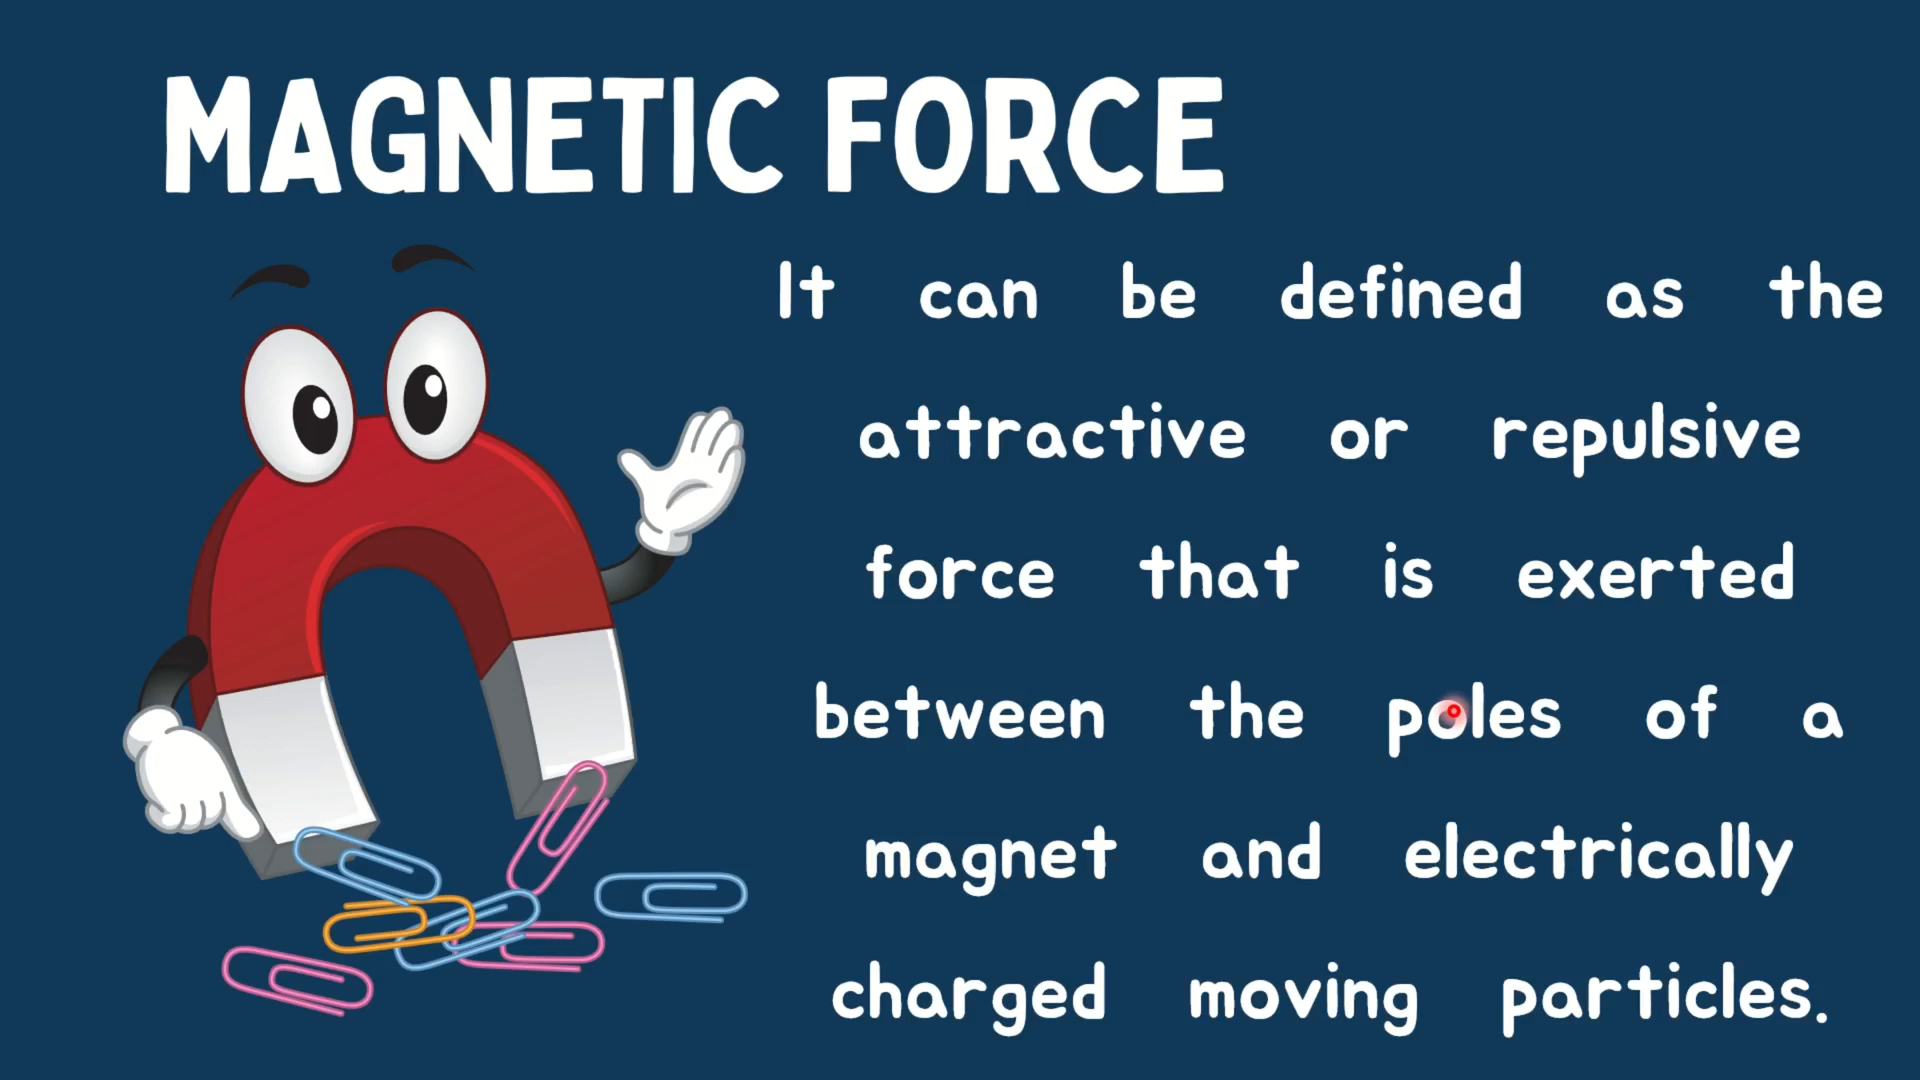 MAGNETIC FORCE
It can be defined as the
attractive or repulsive
force that is exerted
between the poles of a
magnet and electrically
charged moving particles.